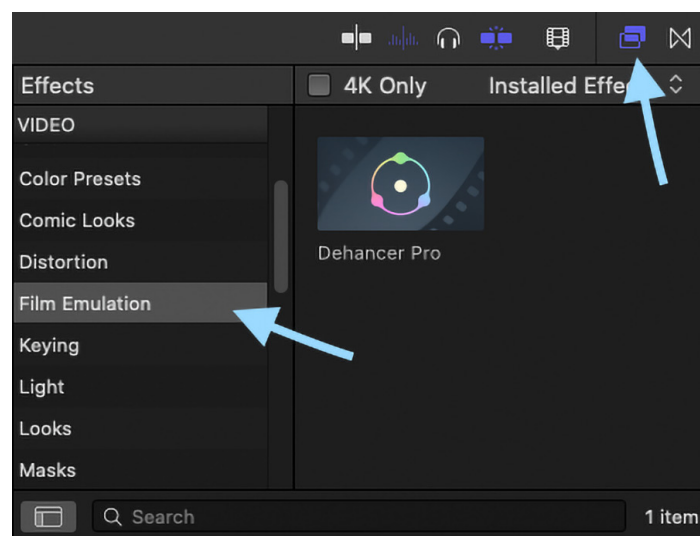 Effects
4K Only
Installed Effe
VIDEO
Color Presets
Comic Looks
Distortion
Film Emulation
Keying
Light
Looks
Masks
Dehancer Pro
Search
1 item